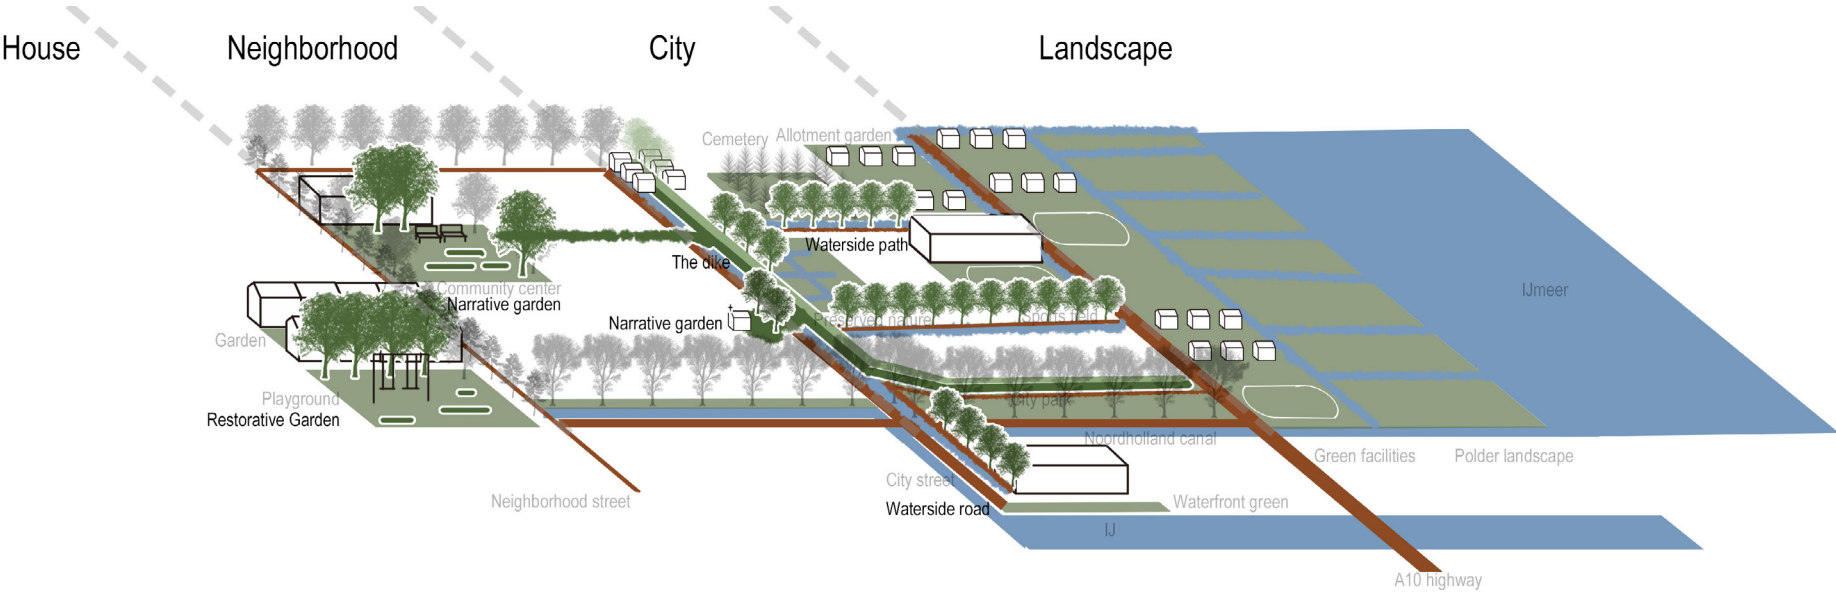 House
Neighborhood
City
Landscape
Cemetery
Allotment garden
Waterside path
The dike
Community center
Narrative garden
IJmeer
Narrative garden
Preserved nature
Sports field
Garden
Playground
Restorative Garden
City park
Noordholland canal
Green facilities
Polder landscape
City street
Waterside road
Neighborhood street
Waterfront green
IJ
A10 highway